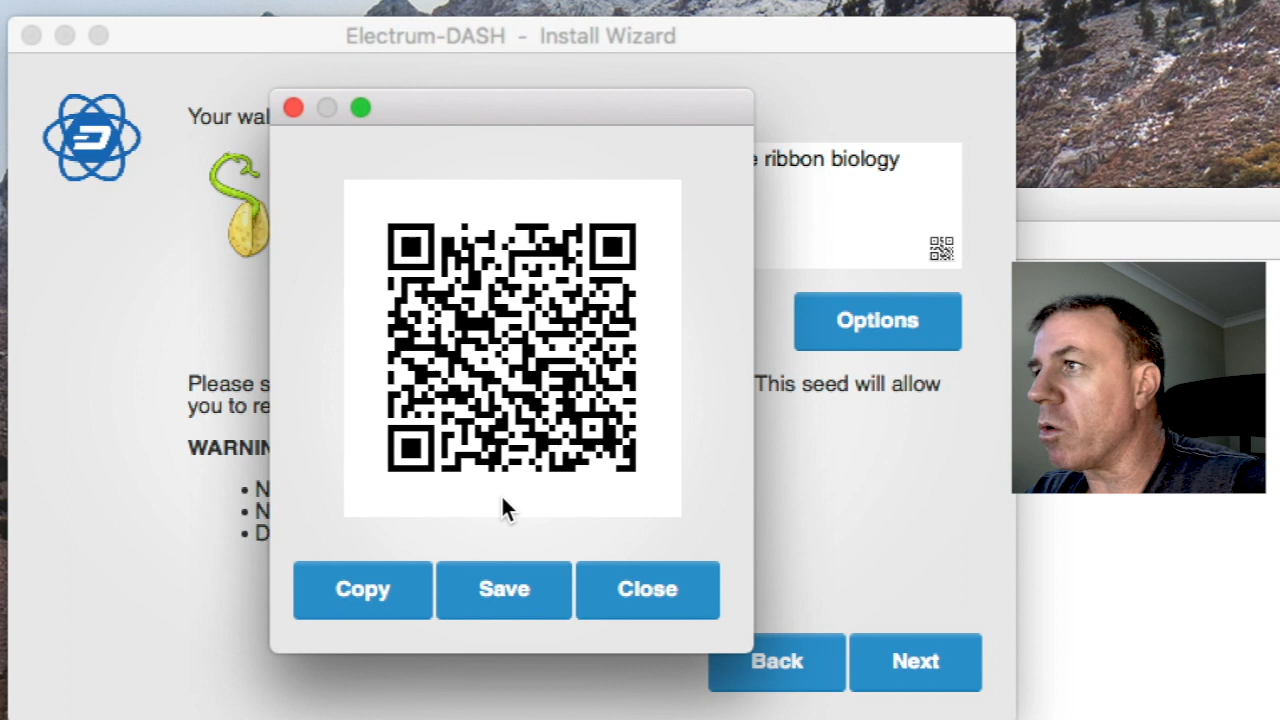 Electrum-DASH - Install Wizard
Your wal
ribbon biology
Options
Please s
This seed will allow
you to re
WARNIN
• N
• N
• D
Copy
Save
Close
Back
Next